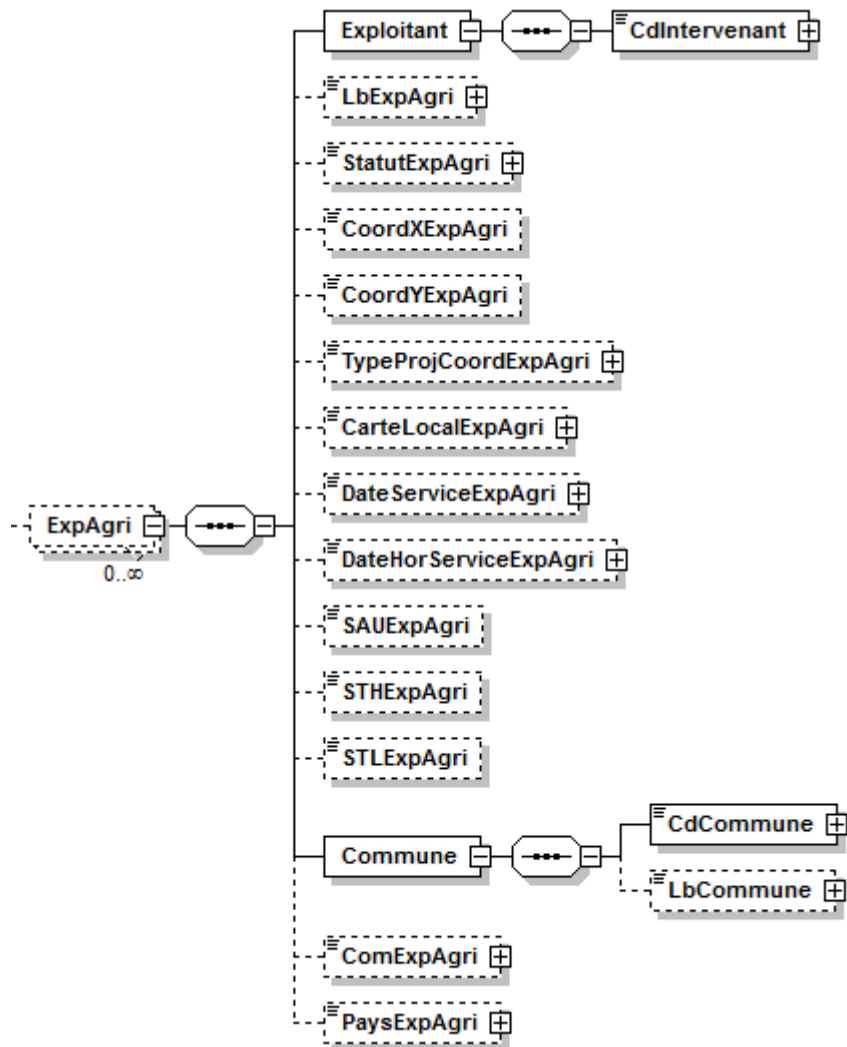 Exploitant
CdIntervenant
LbExpAgri
StatutExpAgri
CoordXExpAgri
CoordYExpAgri
TypeProjCoordExpAgri
CarteLocalExpAgri
DateServiceExpAgri
ExpAgri
0..∞
DateHorServiceExpAgri
SAUExpAgri
STHExpAgri
STLExpAgri
CdCommune
Commune
LbCommune
ComExpAgri
PaysExpAgri